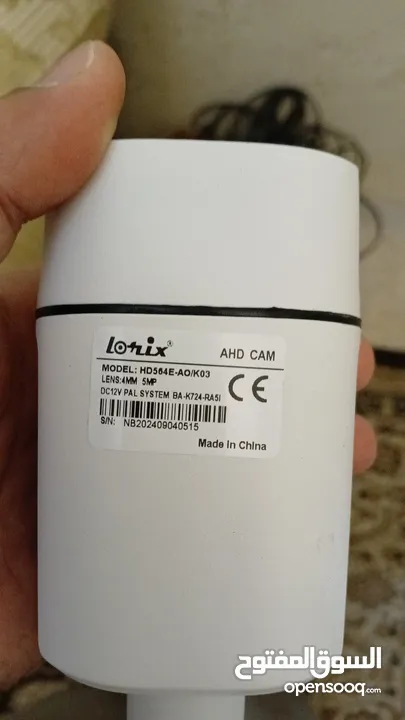 lorix®
AHD CAM
MODEL: HD564E-AO/K03
LENS:4MM 5MP
DC12V PAL SYSTEM BA-K724-RA5I
CE
S/N: NB202409040515
Made in China
السوق المفتوح
opensooq.com